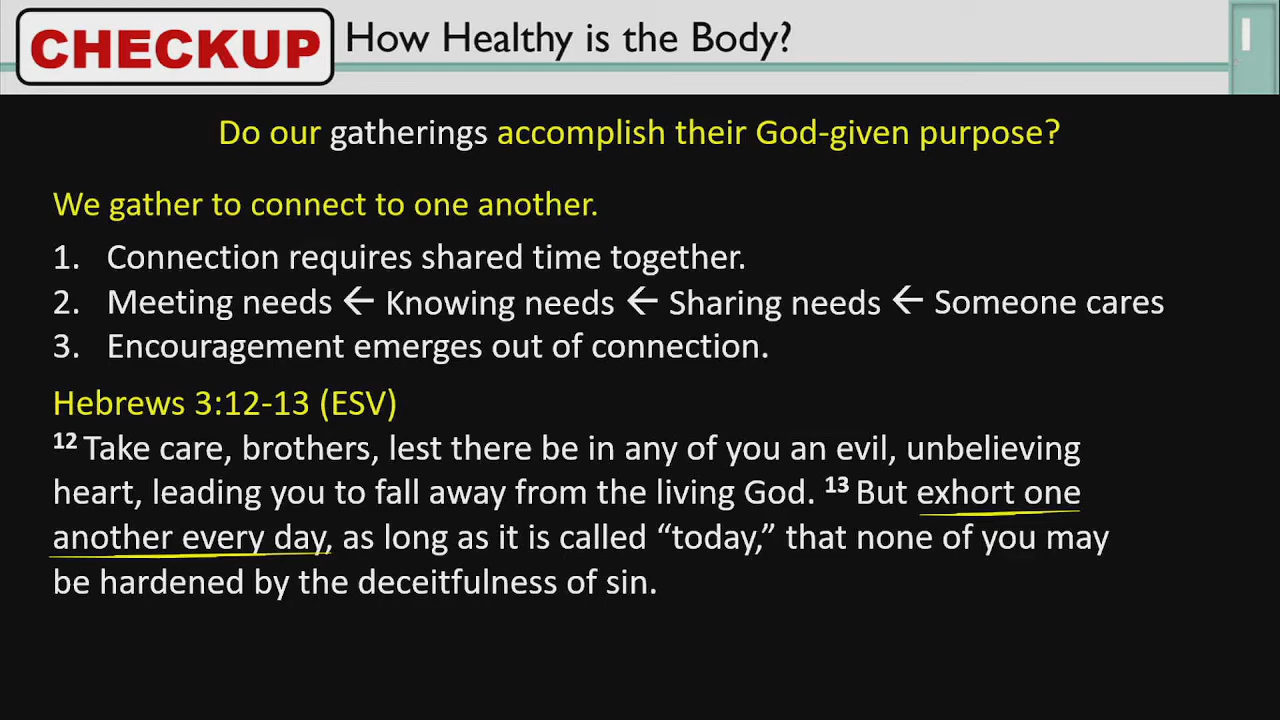 CHECKUP How Healthy is the Body?
Do our gatherings accomplish their God-given purpose?
We gather to connect to one another.
1. Connection requires shared time together.
2. Meeting needs ← Knowing needs ← Sharing needs ← Someone cares
3. Encouragement emerges out of connection.
Hebrews 3:12-13 (ESV)
12 Take care, brothers, lest there be in any of you an evil, unbelieving
heart, leading you to fall away from the living God. 13 But exhort one
another every day, as long as it is called “today,” that none of you may
be hardened by the deceitfulness of sin.